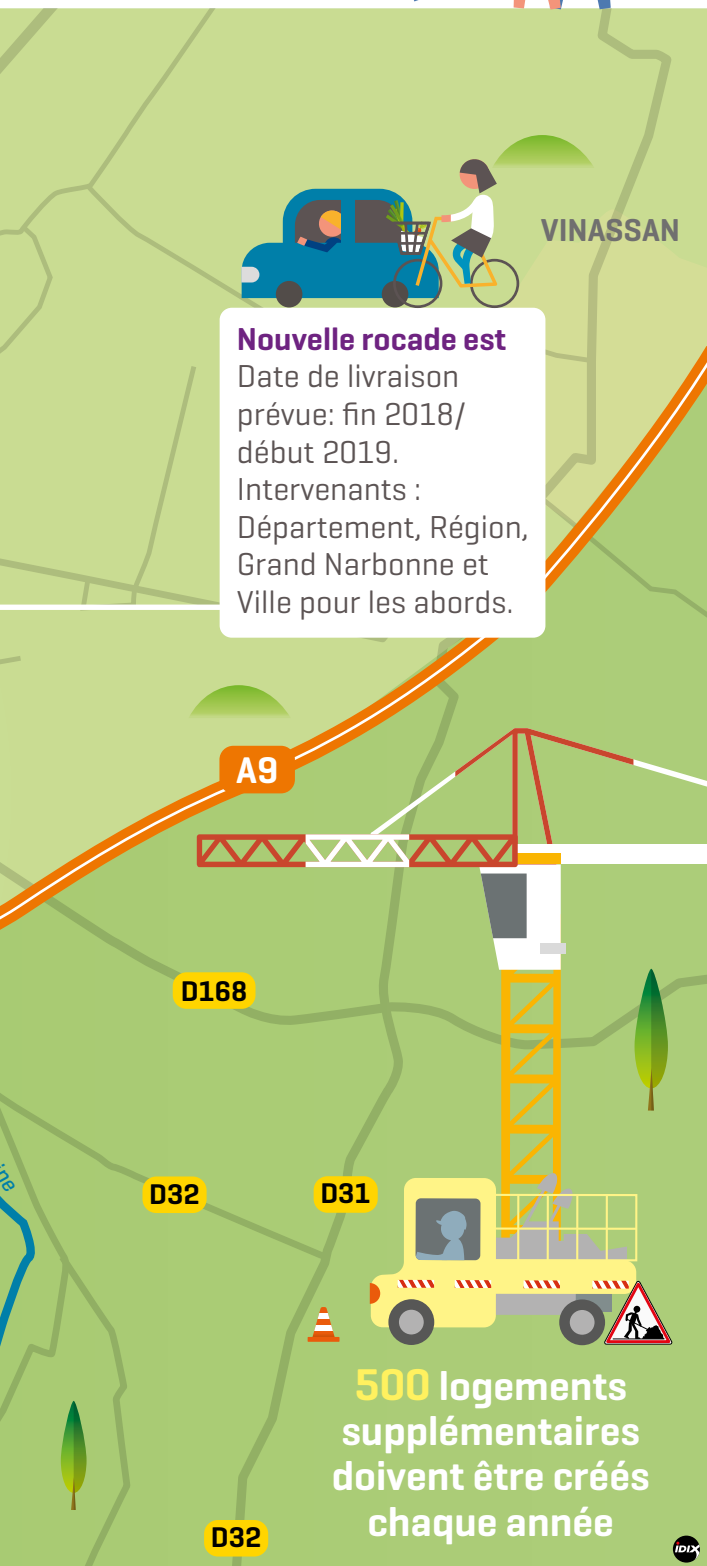 VINASSAN
Nouvelle rocade est
Date de livraison
prévue: fin 2018/
début 2019.
Intervenants :
Département, Région,
Grand Narbonne et
Ville pour les abords.
A9
D168
D32
D31
ine
500 logements
supplémentaires
doivent être créés
chaque année
D32
iDiX